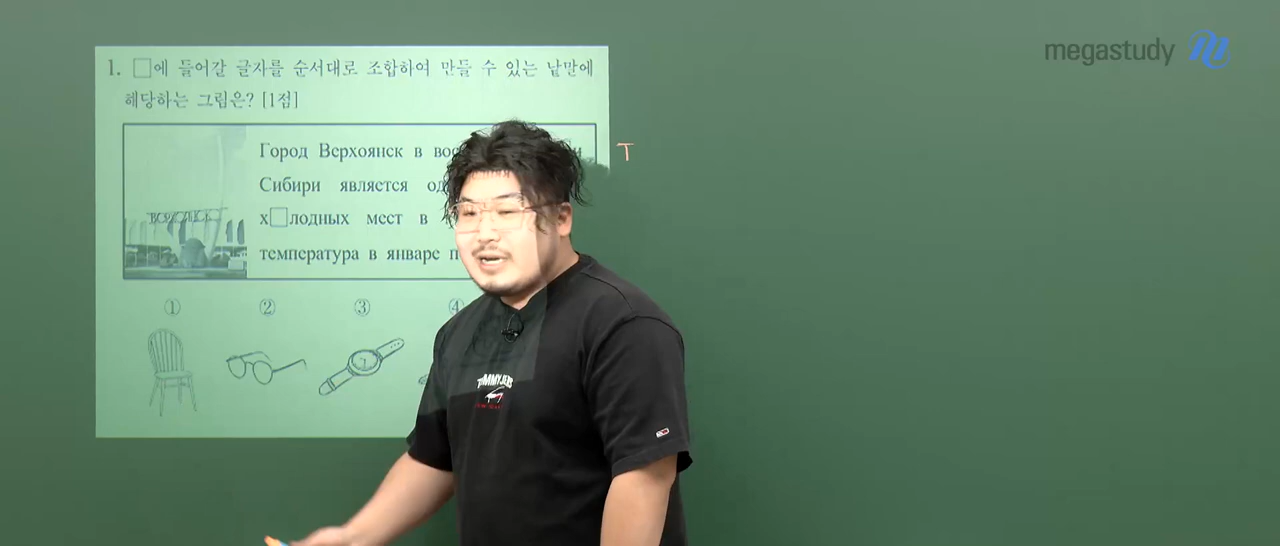 megastudy M
1. □에 들어갈 글자를 순서대로 조합하여 만들 수 있는 낱말에
해당하는 그림은? [1점]
Город Верхоянск в
Сибири является
х□лодных мест в
температура в январе
Т
① ② ③ ④
TOMMY JEANS